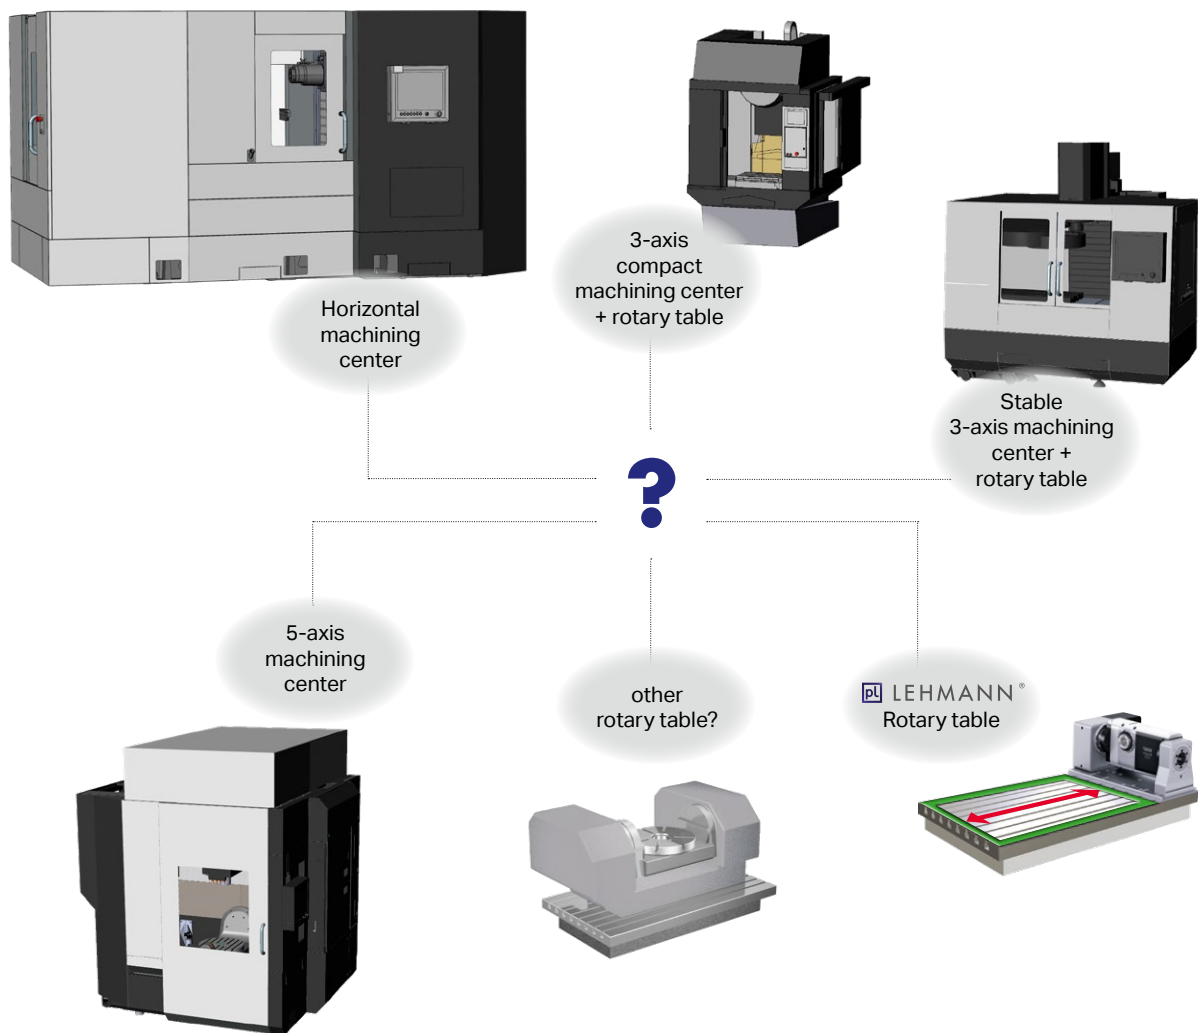 3-axis
compact
machining center
+ rotary table
Horizontal
machining
center
Stable
3-axis machining
center +
rotary table
?
5-axis
machining
center
other
rotary table?
pl LEHMANN®
Rotary table